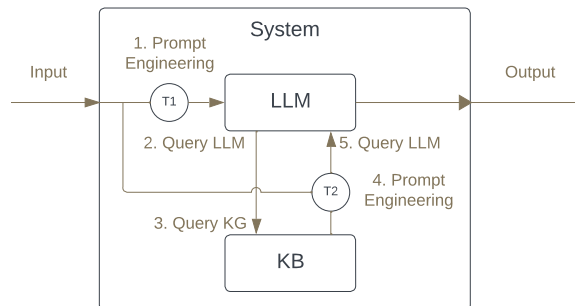 System
1. Prompt
Engineering
Input
Output
T1
LLM
2. Query LLM
5. Query LLM
T2
4. Prompt
Engineering
3. Query KG
KB